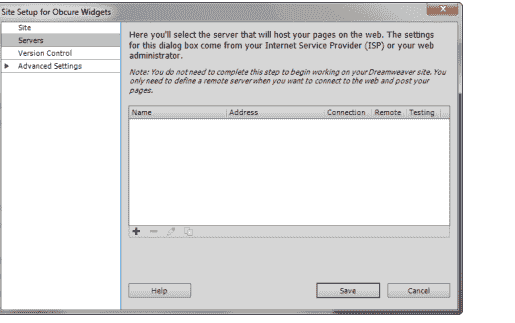 Site Setup for Obcure Widgets
Site
Servers
Version Control
Advanced Settings
Here you'll select the server that will host your pages on the web. The settings
for this dialog box come from your Internet Service Provider (ISP) or your web
administrator.
Note: You do not need to complete this step to begin working on your Dreamweaver site. You
only need to define a remote server when you want to connect to the web and post your
pages.
Name Address Connection Remote Testing
Help Save Cancel